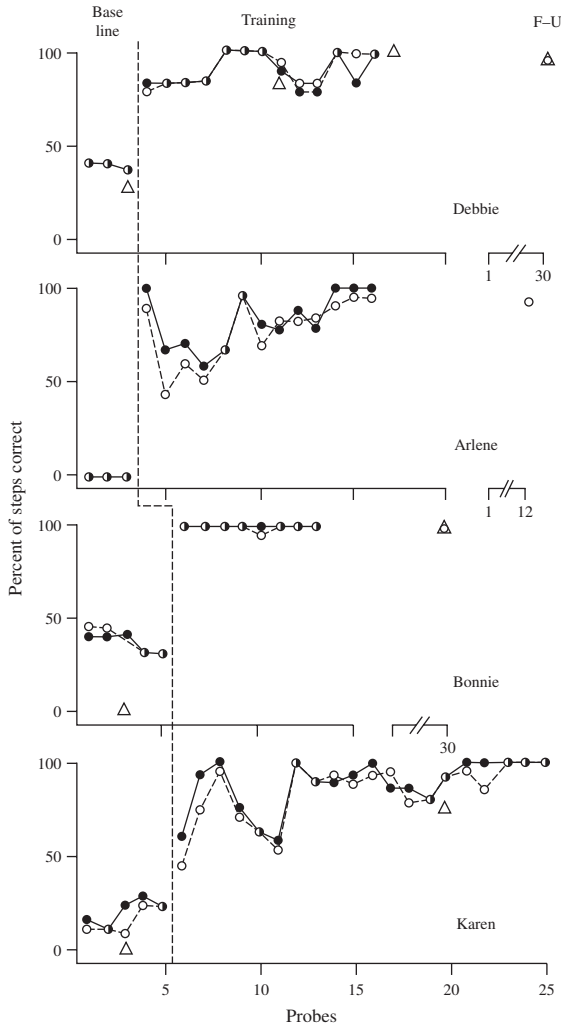 Base
line
Training
F–U
100
50
0
Debbie
1
30
100
50
0
Arlene
1
12
Percent of steps correct
100
50
0
Bonnie
30
100
50
0
Karen
5
10
15
20
25
Probes